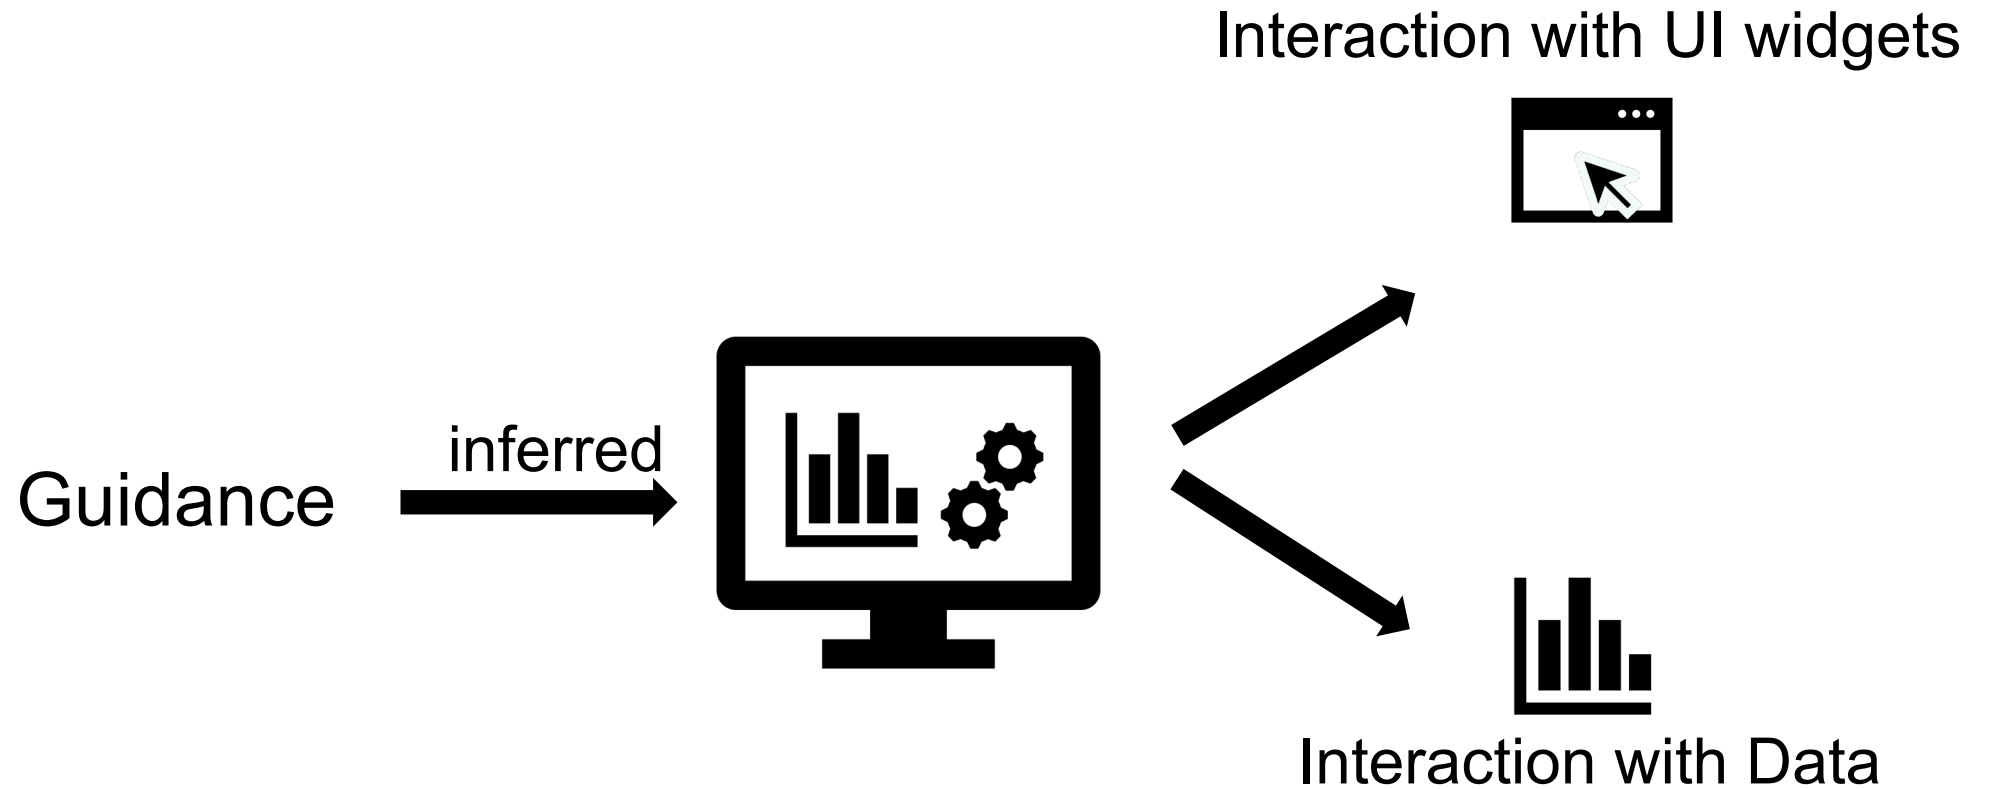 Interaction with UI widgets
inferred
Guidance
Interaction with Data